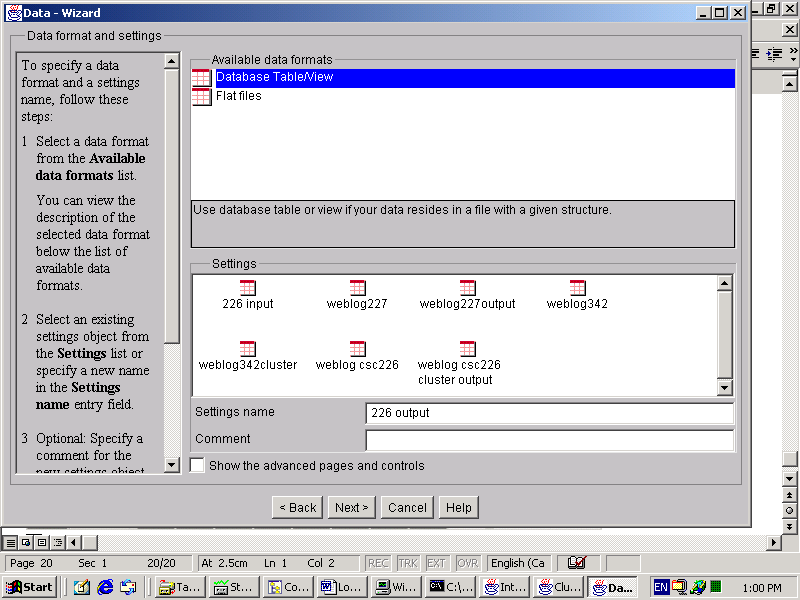 Data - Wizard
Data format and settings
To specify a data
format and a settings
name, follow these
steps:
1 Select a data format
from the Available
data formats list.
You can view the
description of the
selected data format
below the list of
available data
formats.
2 Select an existing
settings object from
the Settings list or
specify a new name
in the Settings
name entry field.
3 Optional: Specify a
comment for the
new settings object
Available data formats
Database Table/View
Flat files
Use database table or view if your data resides in a file with a given structure.
Settings
226 input
weblog227
weblog227output
weblog342
weblog342cluster
weblog csc226
weblog csc226
cluster output
Settings name
226 output
Comment
Show the advanced pages and controls
< Back
Next >
Cancel
Help
Page 20 Sec 1 20/20 At 2.5cm Ln 1 Col 2 REC TRK EXT OVR English (Ca
Start Ta... St... Co... Lo... Wi... C:\... Int... Clu... Da... EN 1:00 PM